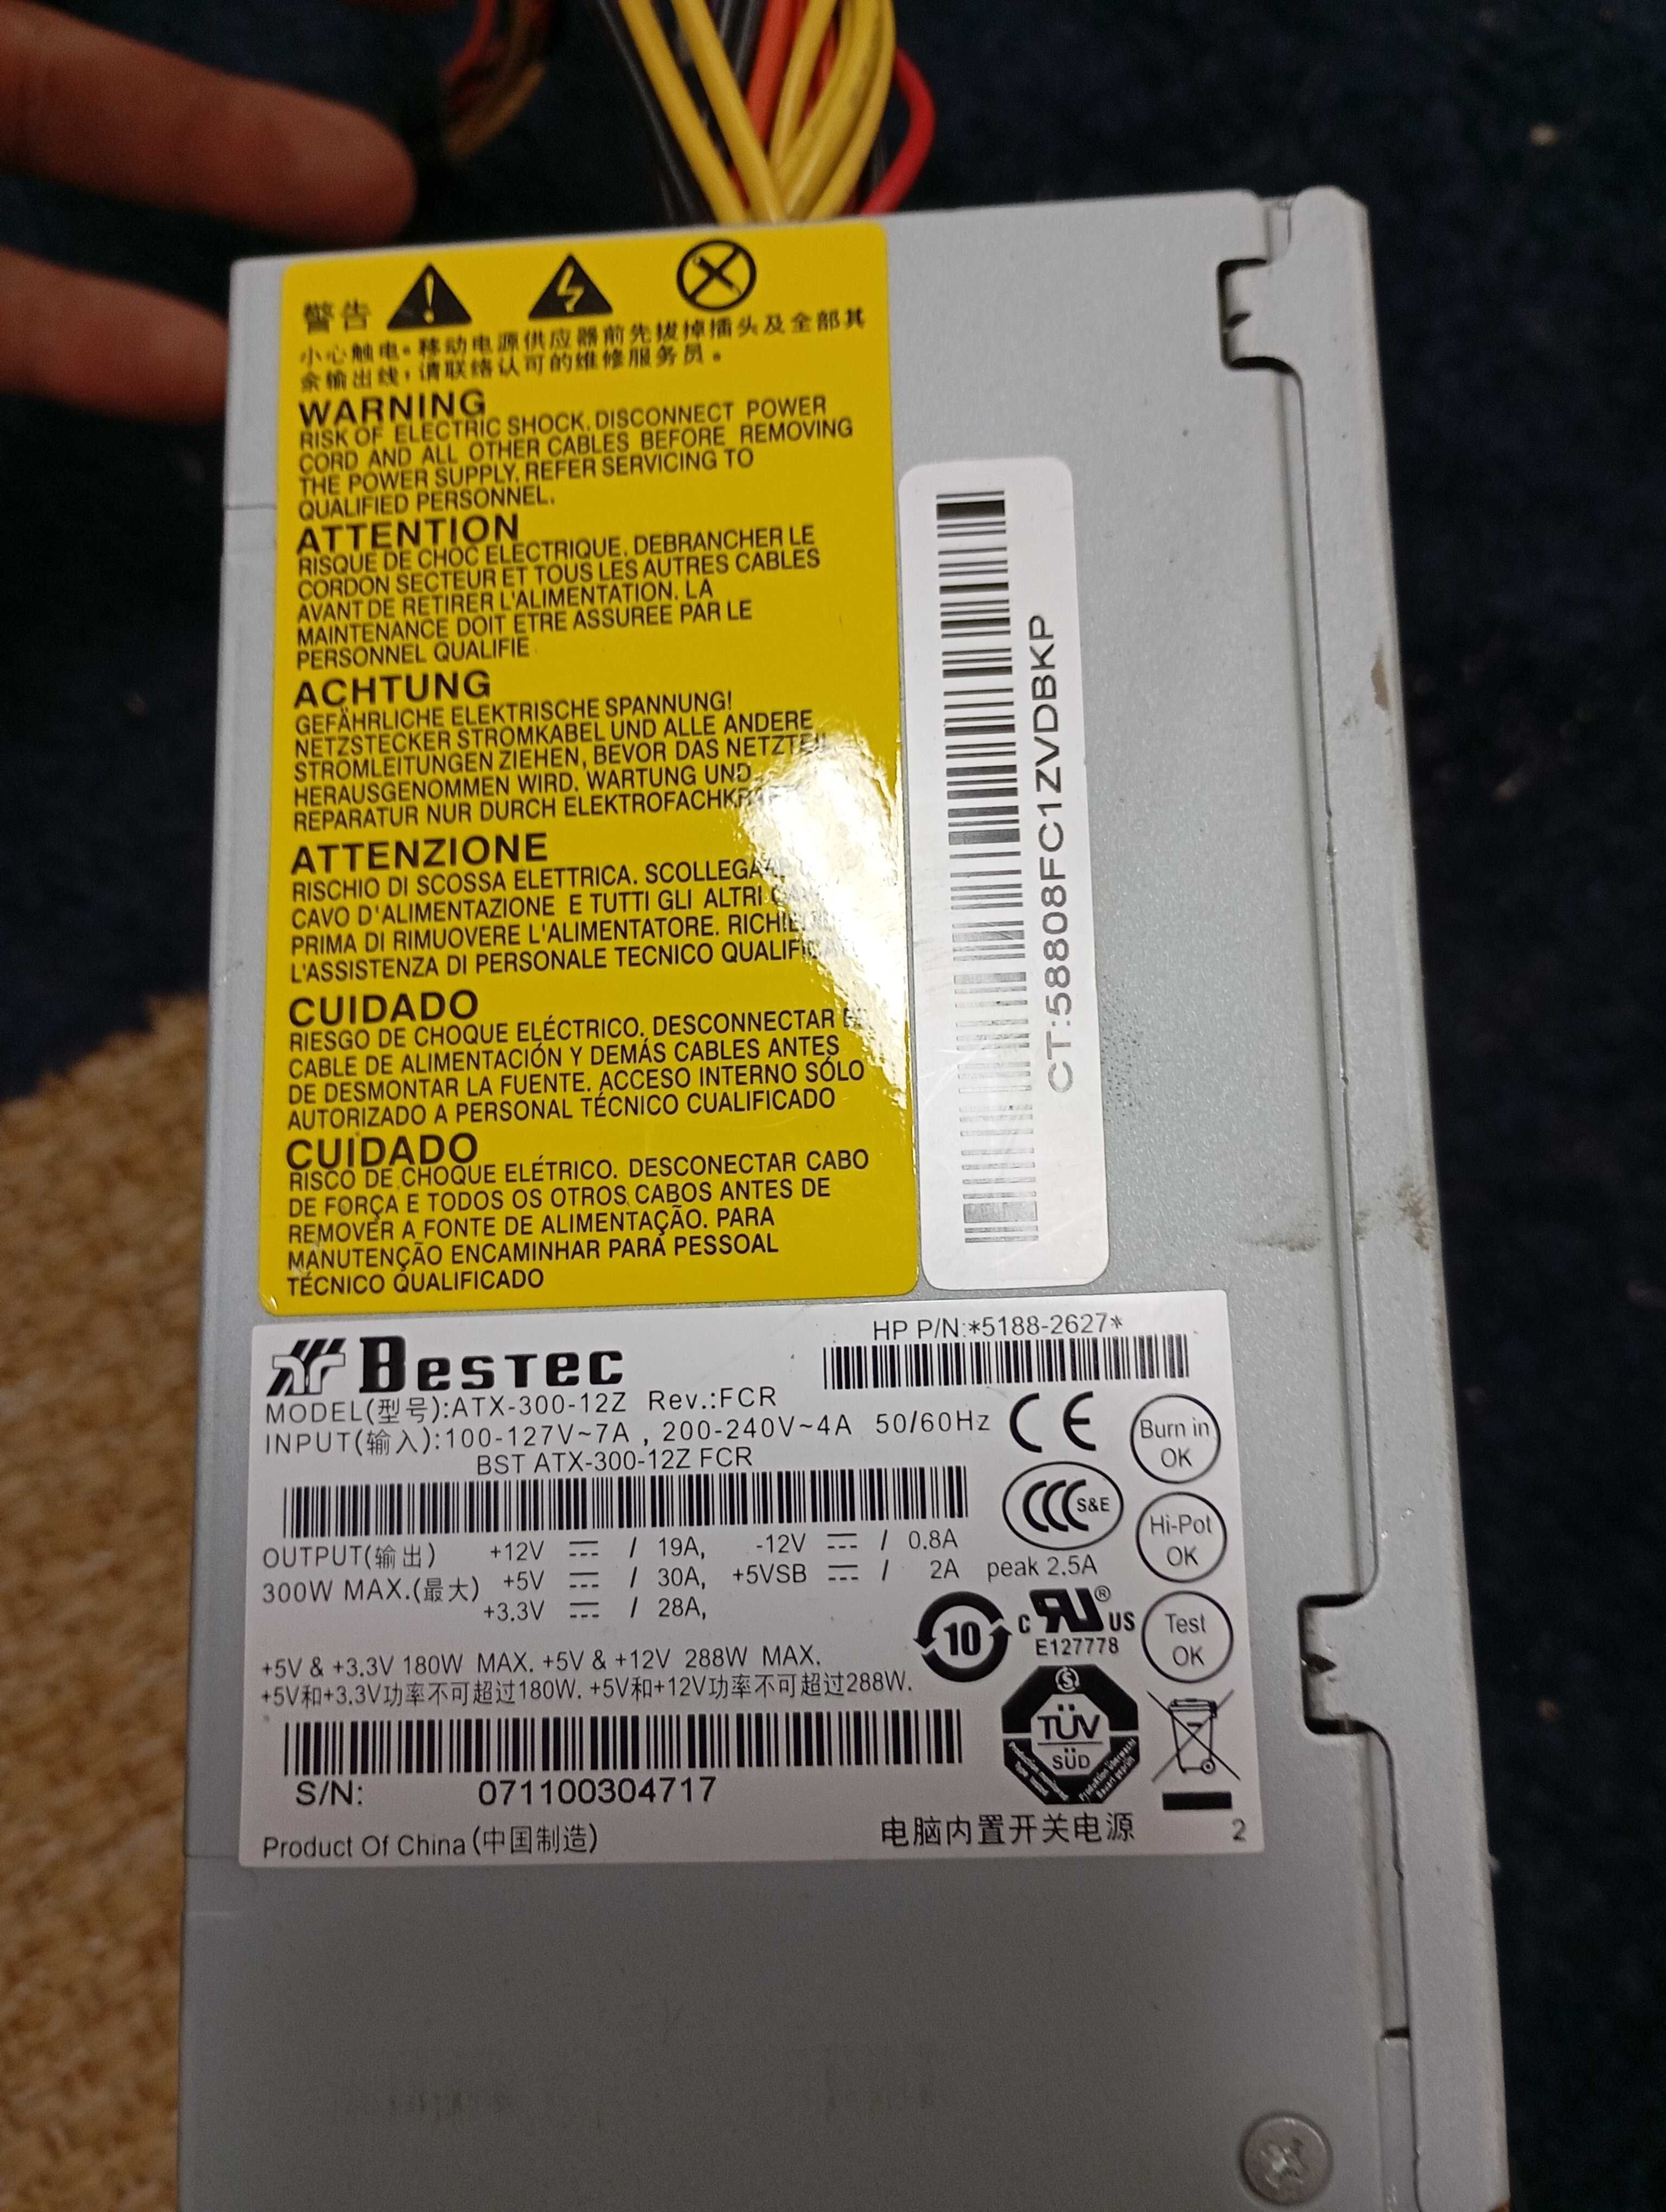 警告
小心触电。移动电源供应器前先拔掉插头及全部其
余输出线，请联络认可的维修服务员。
WARNING
RISK OF ELECTRIC SHOCK. DISCONNECT POWER
CORD AND ALL OTHER CABLES BEFORE REMOVING
THE POWER SUPPLY. REFER SERVICING TO
QUALIFIED PERSONNEL.
ATTENTION
RISQUE DE CHOC ELECTRIQUE. DEBRANCHER LE
CORDON SECTEUR ET TOUS LES AUTRES CABLES
AVANT DE RETIRER L'ALIMENTATION. LA
MAINTENANCE DOIT ETRE ASSUREE PAR LE
PERSONNEL QUALIFIE
ACHTUNG
GEFÄHRLICHE ELEKTRISCHE SPANNUNG!
NETZSTECKER STROMKABEL UND ALLE ANDERE
STROMLEITUNGEN ZIEHEN, BEVOR DAS NETZTEIL
HERAUSGENOMMEN WIRD. WARTUNG UND
REPARATUR NUR DURCH
ATTENZIONE
RISCHIO DI SCOSSA ELETTRICA.
CAVO D'ALIMENTAZIONE E TUTTI GLI ALTRI
PRIMA DI RIMUOVERE L'ALIMENTATORE.
L'ASSISTENZA DI PERSONALE TECNICO
CUIDADO
RIESGO DE CHOQUE ELÉCTRICO. DESCONNECTAR
CABLE DE ALIMENTACIÓN Y DEMÁS CABLES ANTES
DE DESMONTAR LA FUENTE. ACCESO INTERNO SÓLO
AUTORIZADO A PERSONAL TÉCNICO CUALIFICADO
CUIDADO
RISCO DE CHOQUE ELÉTRICO. DESCONECTAR CABO
DE FORÇA E TODOS OS OTROS CABOS ANTES DE
REMOVER A FONTE DE ALIMENTAÇÃO. PARA
MANUTENÇÃO ENCAMINHAR PARA PESSOAL
TÉCNICO QUALIFICADO
CT:58808FC1ZVDBKP
HP P/N:*5188-2627*
BESTEC
MODEL(型号):ATX-300-12Z Rev.:FCR
INPUT(输入):100-127V~7A , 200-240V~4A 50/60Hz
BST ATX-300-12Z FCR
CE
Burn in
OK
CCC S&E
Hi-Pot
OK
OUTPUT(输出) +12V / 19A, -12V / 0.8A
300W MAX.(最大) +5V / 30A, +5VSB / 2A peak 2.5A
+3.3V / 28A,
10
c RU® US
E127778
Test
OK
+5V & +3.3V 180W MAX. +5V & +12V 288W MAX.
+5V和+3.3V功率不可超过180W. +5V和+12V功率不可超过288W.
TÜV
SÜD
S/N: 071100304717
Product Of China (中国制造)
电脑内置开关电源
2